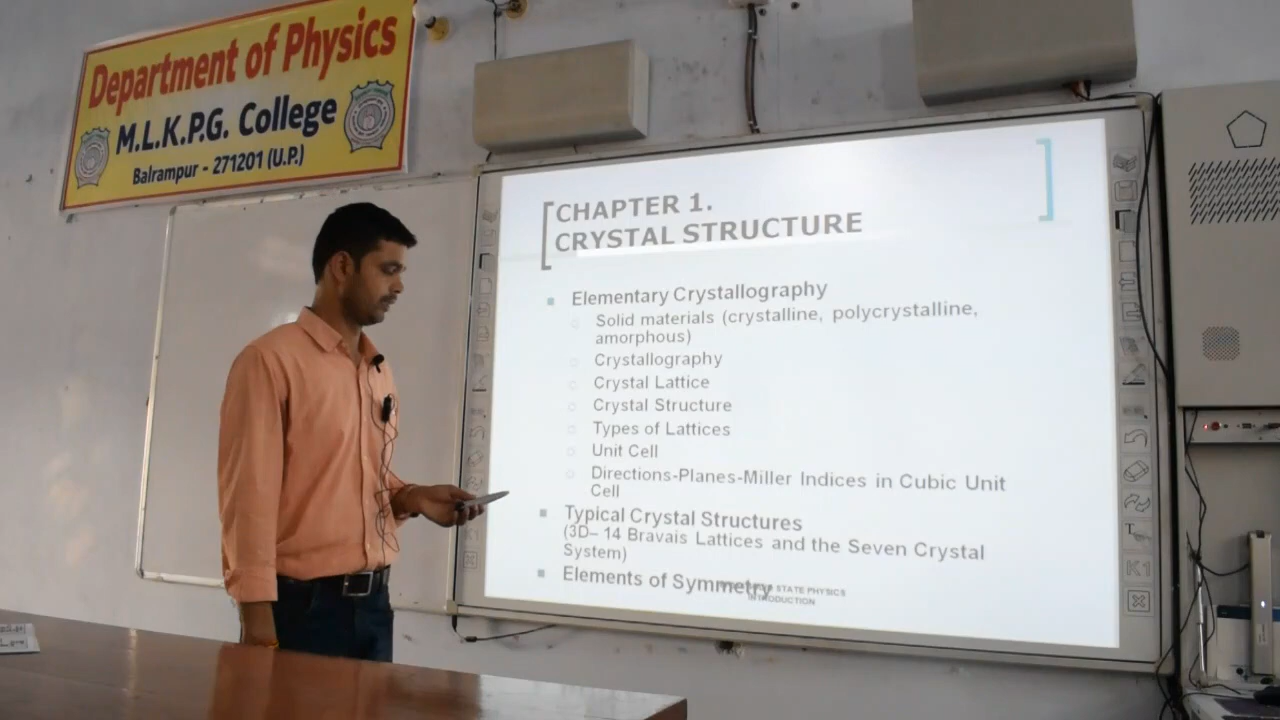 Department of Physics
M.L.K.P.G. College
Balrampur - 271201 (U.P.)
CHAPTER 1.
CRYSTAL STRUCTURE
Elementary Crystallography
Solid materials (crystalline, polycrystalline,
amorphous)
Crystallography
Crystal Lattice
Crystal Structure
Types of Lattices
Unit Cell
Directions-Planes-Miller Indices in Cubic Unit
Cell
Typical Crystal Structures
(3D– 14 Bravais Lattices and the Seven Crystal
System)
Elements of Symmetry
STATE PHYSICS
INTRODUCTION
K1